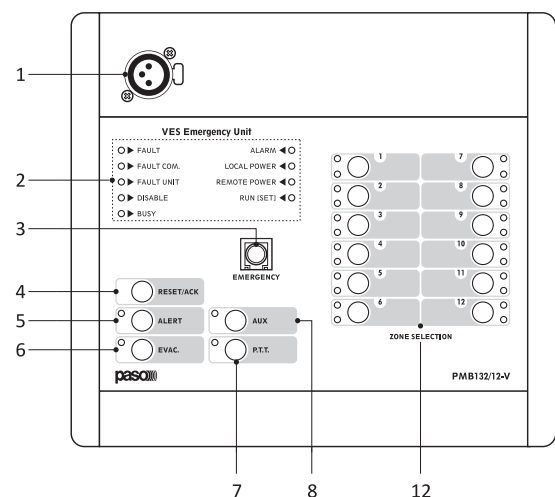 1
VES Emergency Unit
FAULT
ALARM
FAULT COM.
LOCAL POWER
2
FAULT UNIT
REMOTE POWER
DISABLE
RUN [SET]
BUSY
3
EMERGENCY
4
RESET/ACK
5
ALERT
AUX
6
EVAC.
P.T.T.
1
7
2
8
3
9
4
10
5
11
6
12
ZONE SELECTION
paso
PMB132/12-V
7
8
12